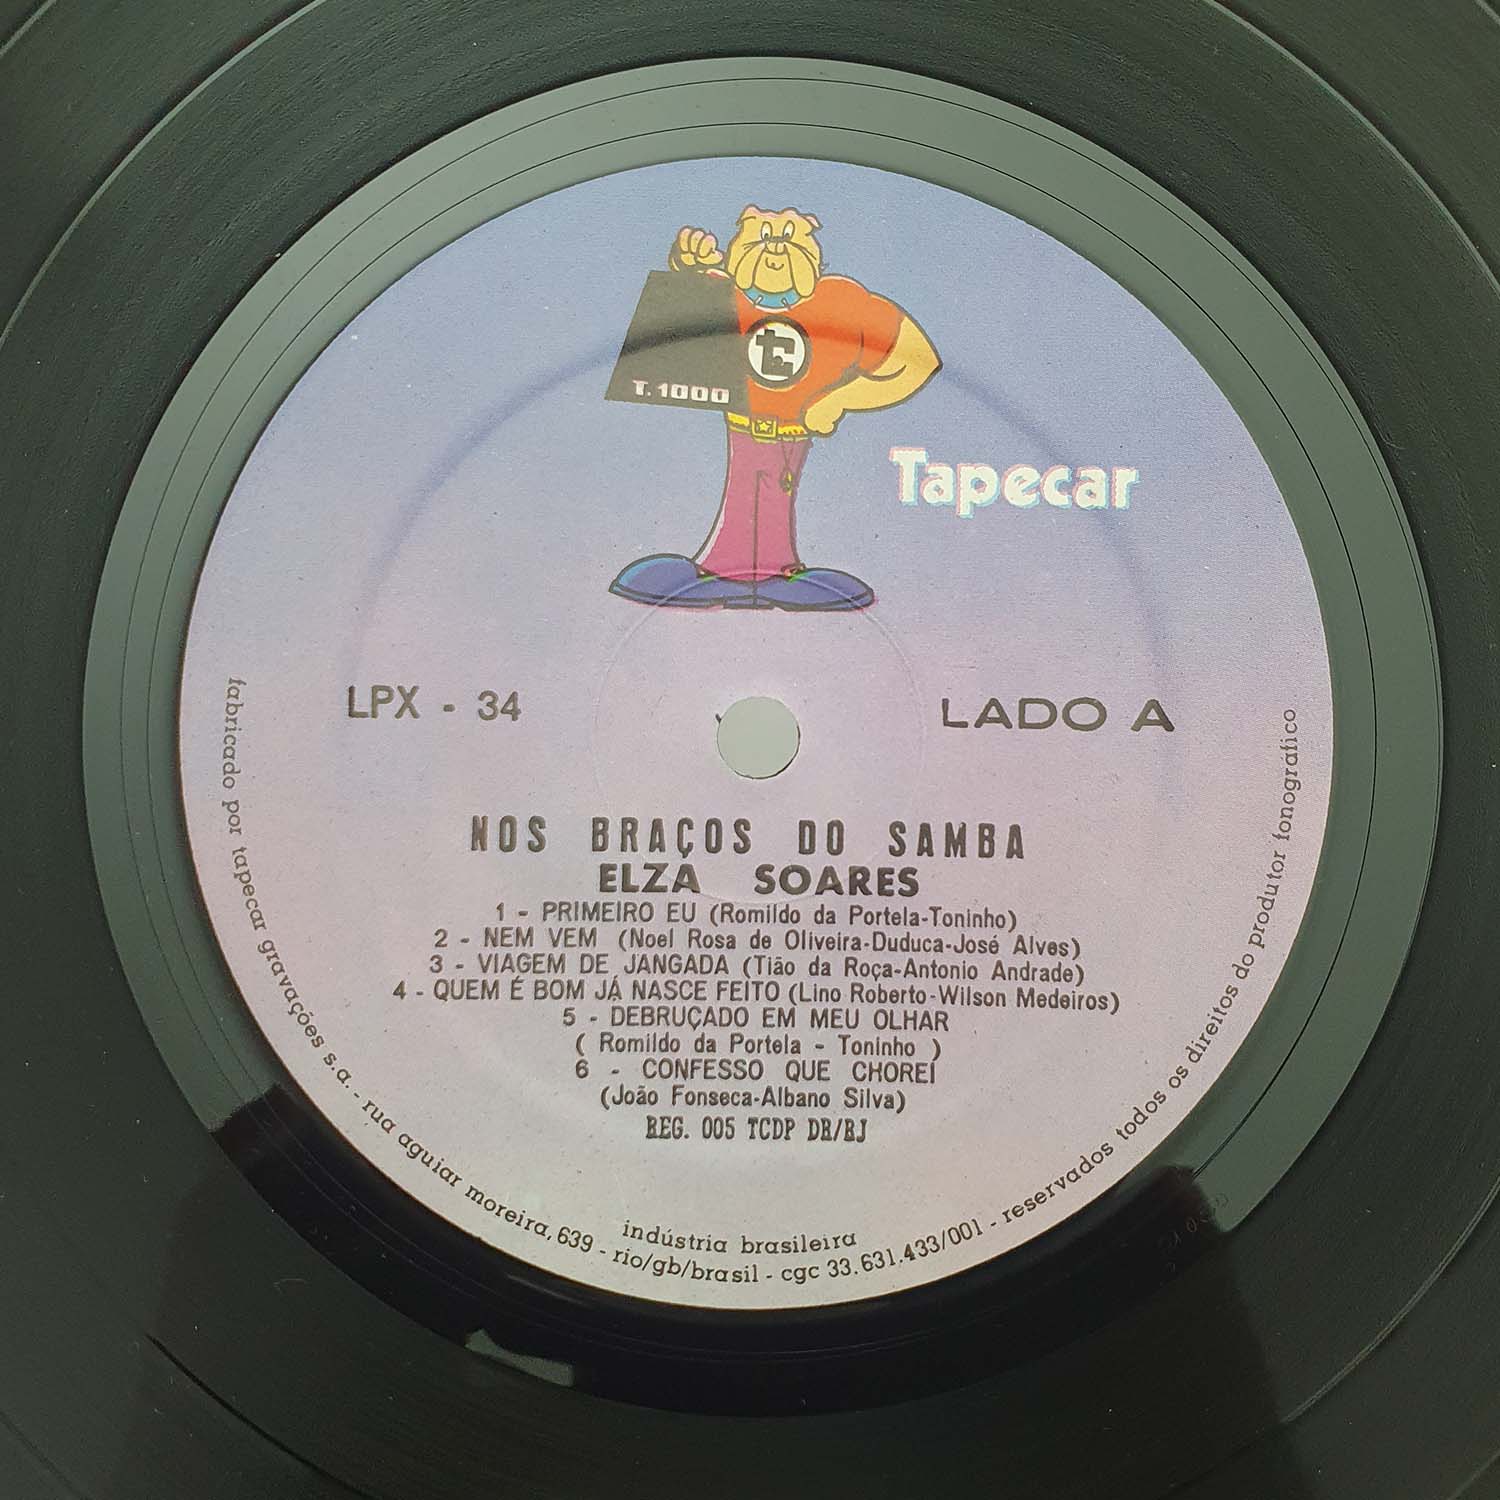 T.1000
Tapecar
LPX - 34
LADO A
NOS BRAÇOS DO SAMBA
ELZA SOARES
1 - PRIMEIRO EU (Romildo da Portela-Toninho)
2 - NEM VEM (Noel Rosa de Oliveira-Duduca-José Alves)
3 - VIAGEM DE JANGADA (Tião da Roça-Antonio Andrade)
4 - QUEM É BOM JÁ NASCE FEITO (Lino Roberto-Wilson Medeiros)
5 - DEBRUÇADO EM MEU OLHAR
( Romildo da Portela - Toninho )
6 - CONFESSO QUE CHOREI
(João Fonseca-Albano Silva)
REG. 005 TCDP DR/RJ
indústria brasileira
fabricado por tapecar gravações s.a. - rua aguiar moreira, 639 - rio/gb/brasil - cgc 33.631.433/001 - reservados todos os direitos do produtor fonográfico